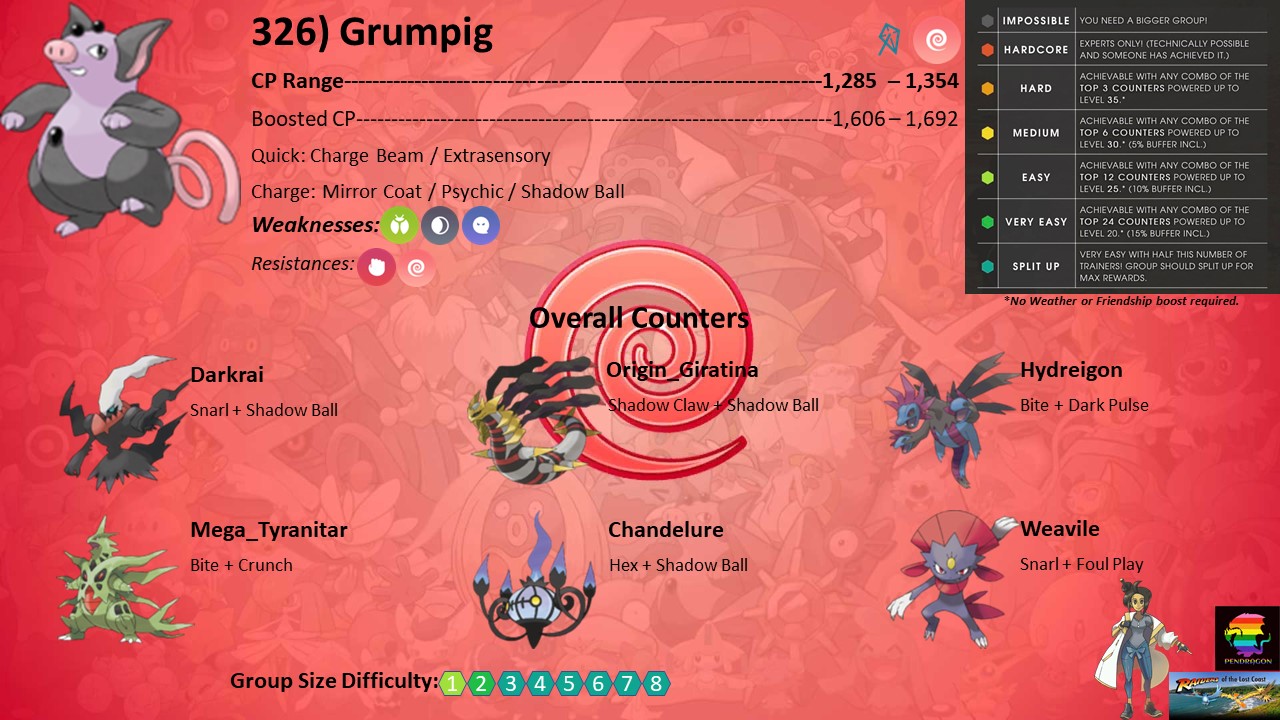 326) Grumpig
CP Range----------------------------------------------------------------------1,285 – 1,354
Boosted CP----------------------------------------------------------------------1,606 – 1,692
Quick: Charge Beam / Extrasensory
Charge: Mirror Coat / Psychic / Shadow Ball
Weaknesses:
Resistances:
IMPOSSIBLE YOU NEED A BIGGER GROUP!
HARDCORE EXPERTS ONLY! (TECHNICALLY POSSIBLE
AND SOMEONE HAS ACHIEVED IT.)
HARD ACHIEVABLE WITH ANY COMBO OF THE
TOP 3 COUNTERS POWERED UP TO
LEVEL 35.*
MEDIUM ACHIEVABLE WITH ANY COMBO OF THE
TOP 6 COUNTERS POWERED UP TO
LEVEL 30.* (5% BUFFER INCL.)
EASY ACHIEVABLE WITH ANY COMBO OF THE
TOP 12 COUNTERS POWERED UP TO
LEVEL 25.* (10% BUFFER INCL.)
VERY EASY ACHIEVABLE WITH ANY COMBO OF THE
TOP 24 COUNTERS POWERED UP TO
LEVEL 20.* (15% BUFFER INCL.)
SPLIT UP VERY EASY WITH HALF THIS NUMBER OF
TRAINERS! GROUP SHOULD SPLIT UP FOR
MAX REWARDS.
*No Weather or Friendship boost required.
Overall Counters
Darkrai
Snarl + Shadow Ball
Origin_Giratina
Shadow Claw + Shadow Ball
Hydreigon
Bite + Dark Pulse
Mega_Tyranitar
Bite + Crunch
Chandelure
Hex + Shadow Ball
Weavile
Snarl + Foul Play
Group Size Difficulty: 1 2 3 4 5 6 7 8
PENDRAGON
RAIDERS of the Lost Coast